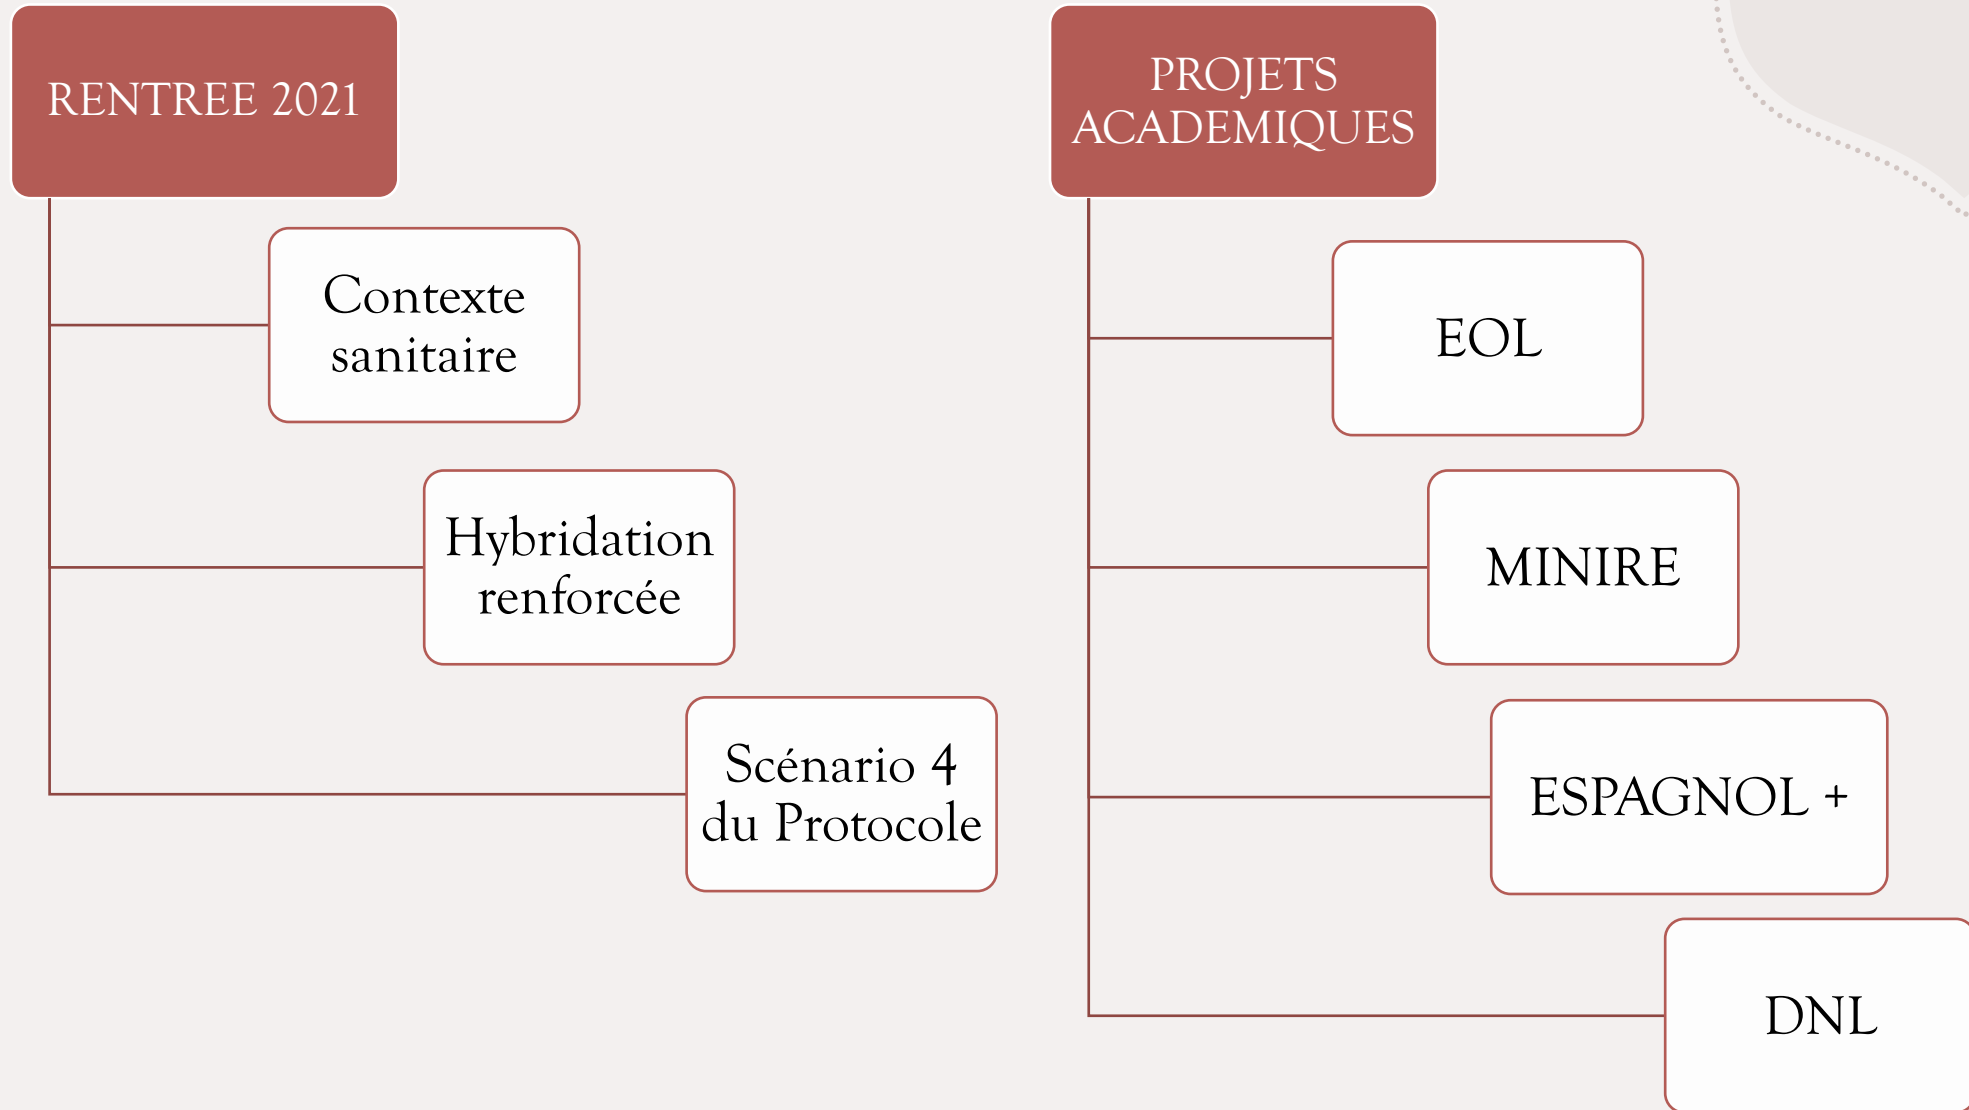 RENTREE 2021
Contexte
sanitaire
Hybridation
renforcée
Scénario 4
du Protocole
PROJETS
ACADEMIQUES
EOL
MINIRE
ESPAGNOL +
DNL